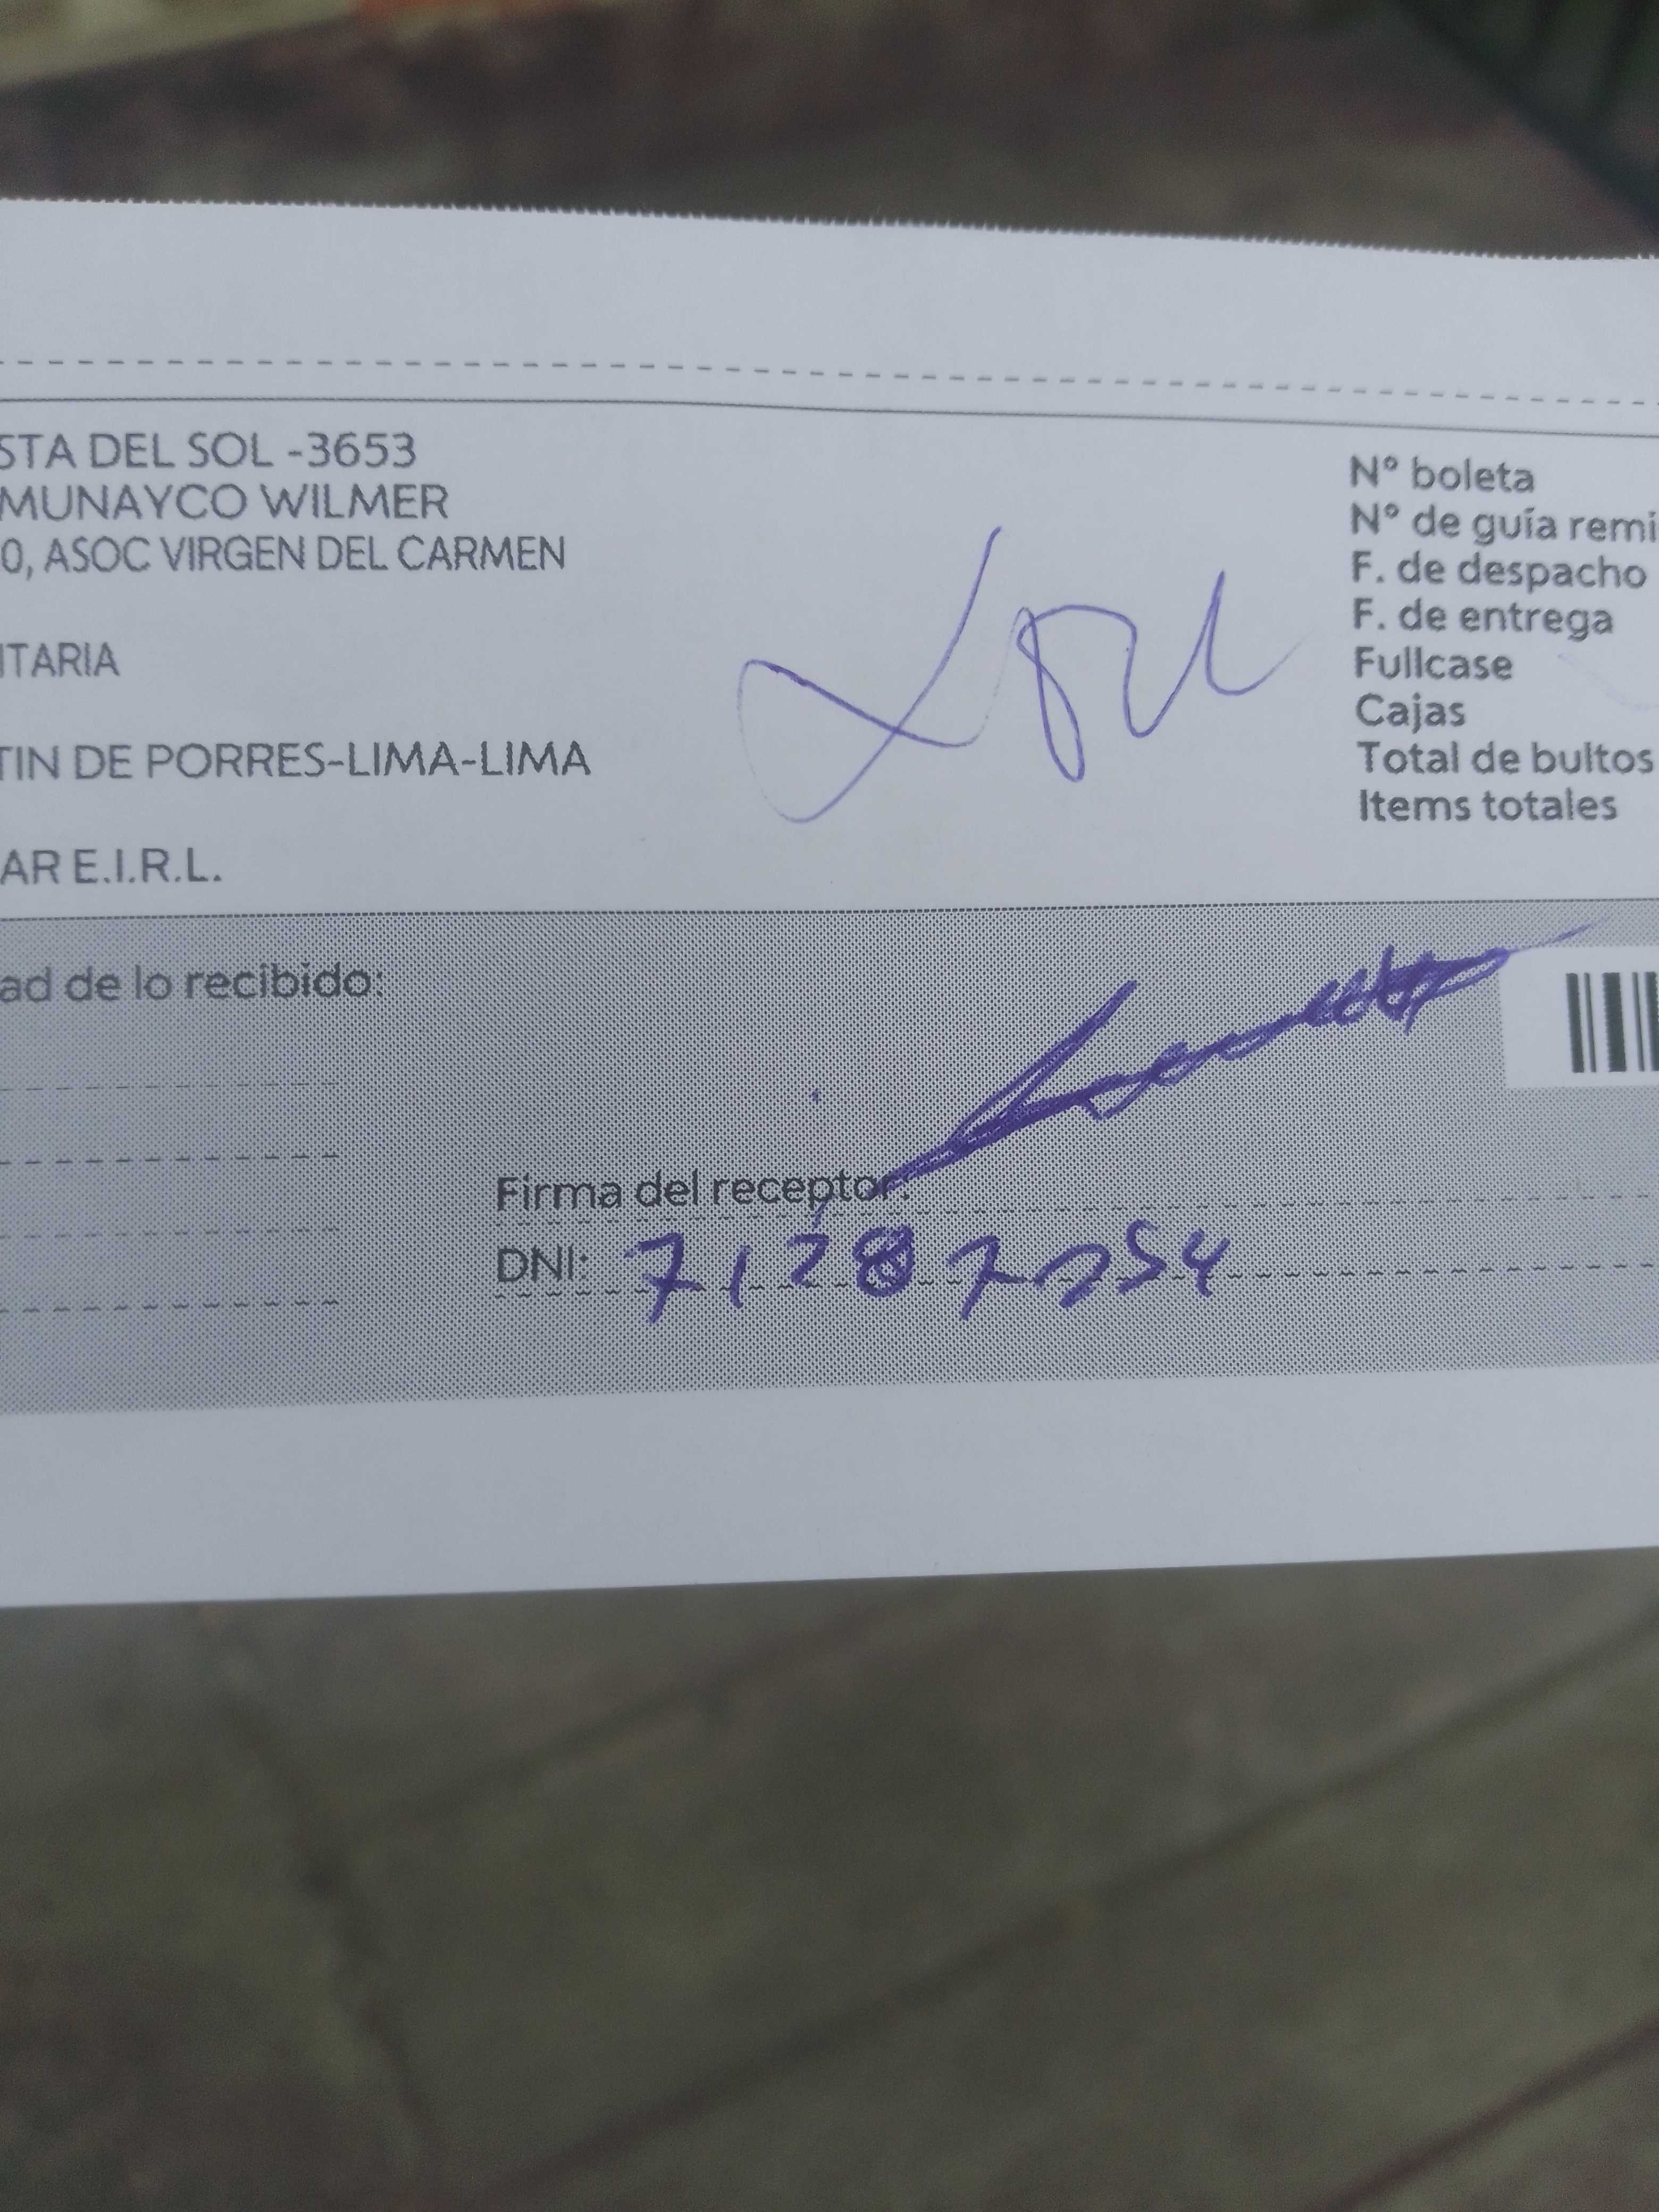 STA DEL SOL -3653
MUNAYCO WILMER
0, ASOC VIRGEN DEL CARMEN
ITARIA
TIN DE PORRES-LIMA-LIMA
AR E.I.R.L.
N° boleta
N° de guía remi
F. de despacho
F. de entrega
Fullcase
Cajas
Total de bultos
Items totales
ad de lo recibido:
Firma del receptor:
DNI: 71287254